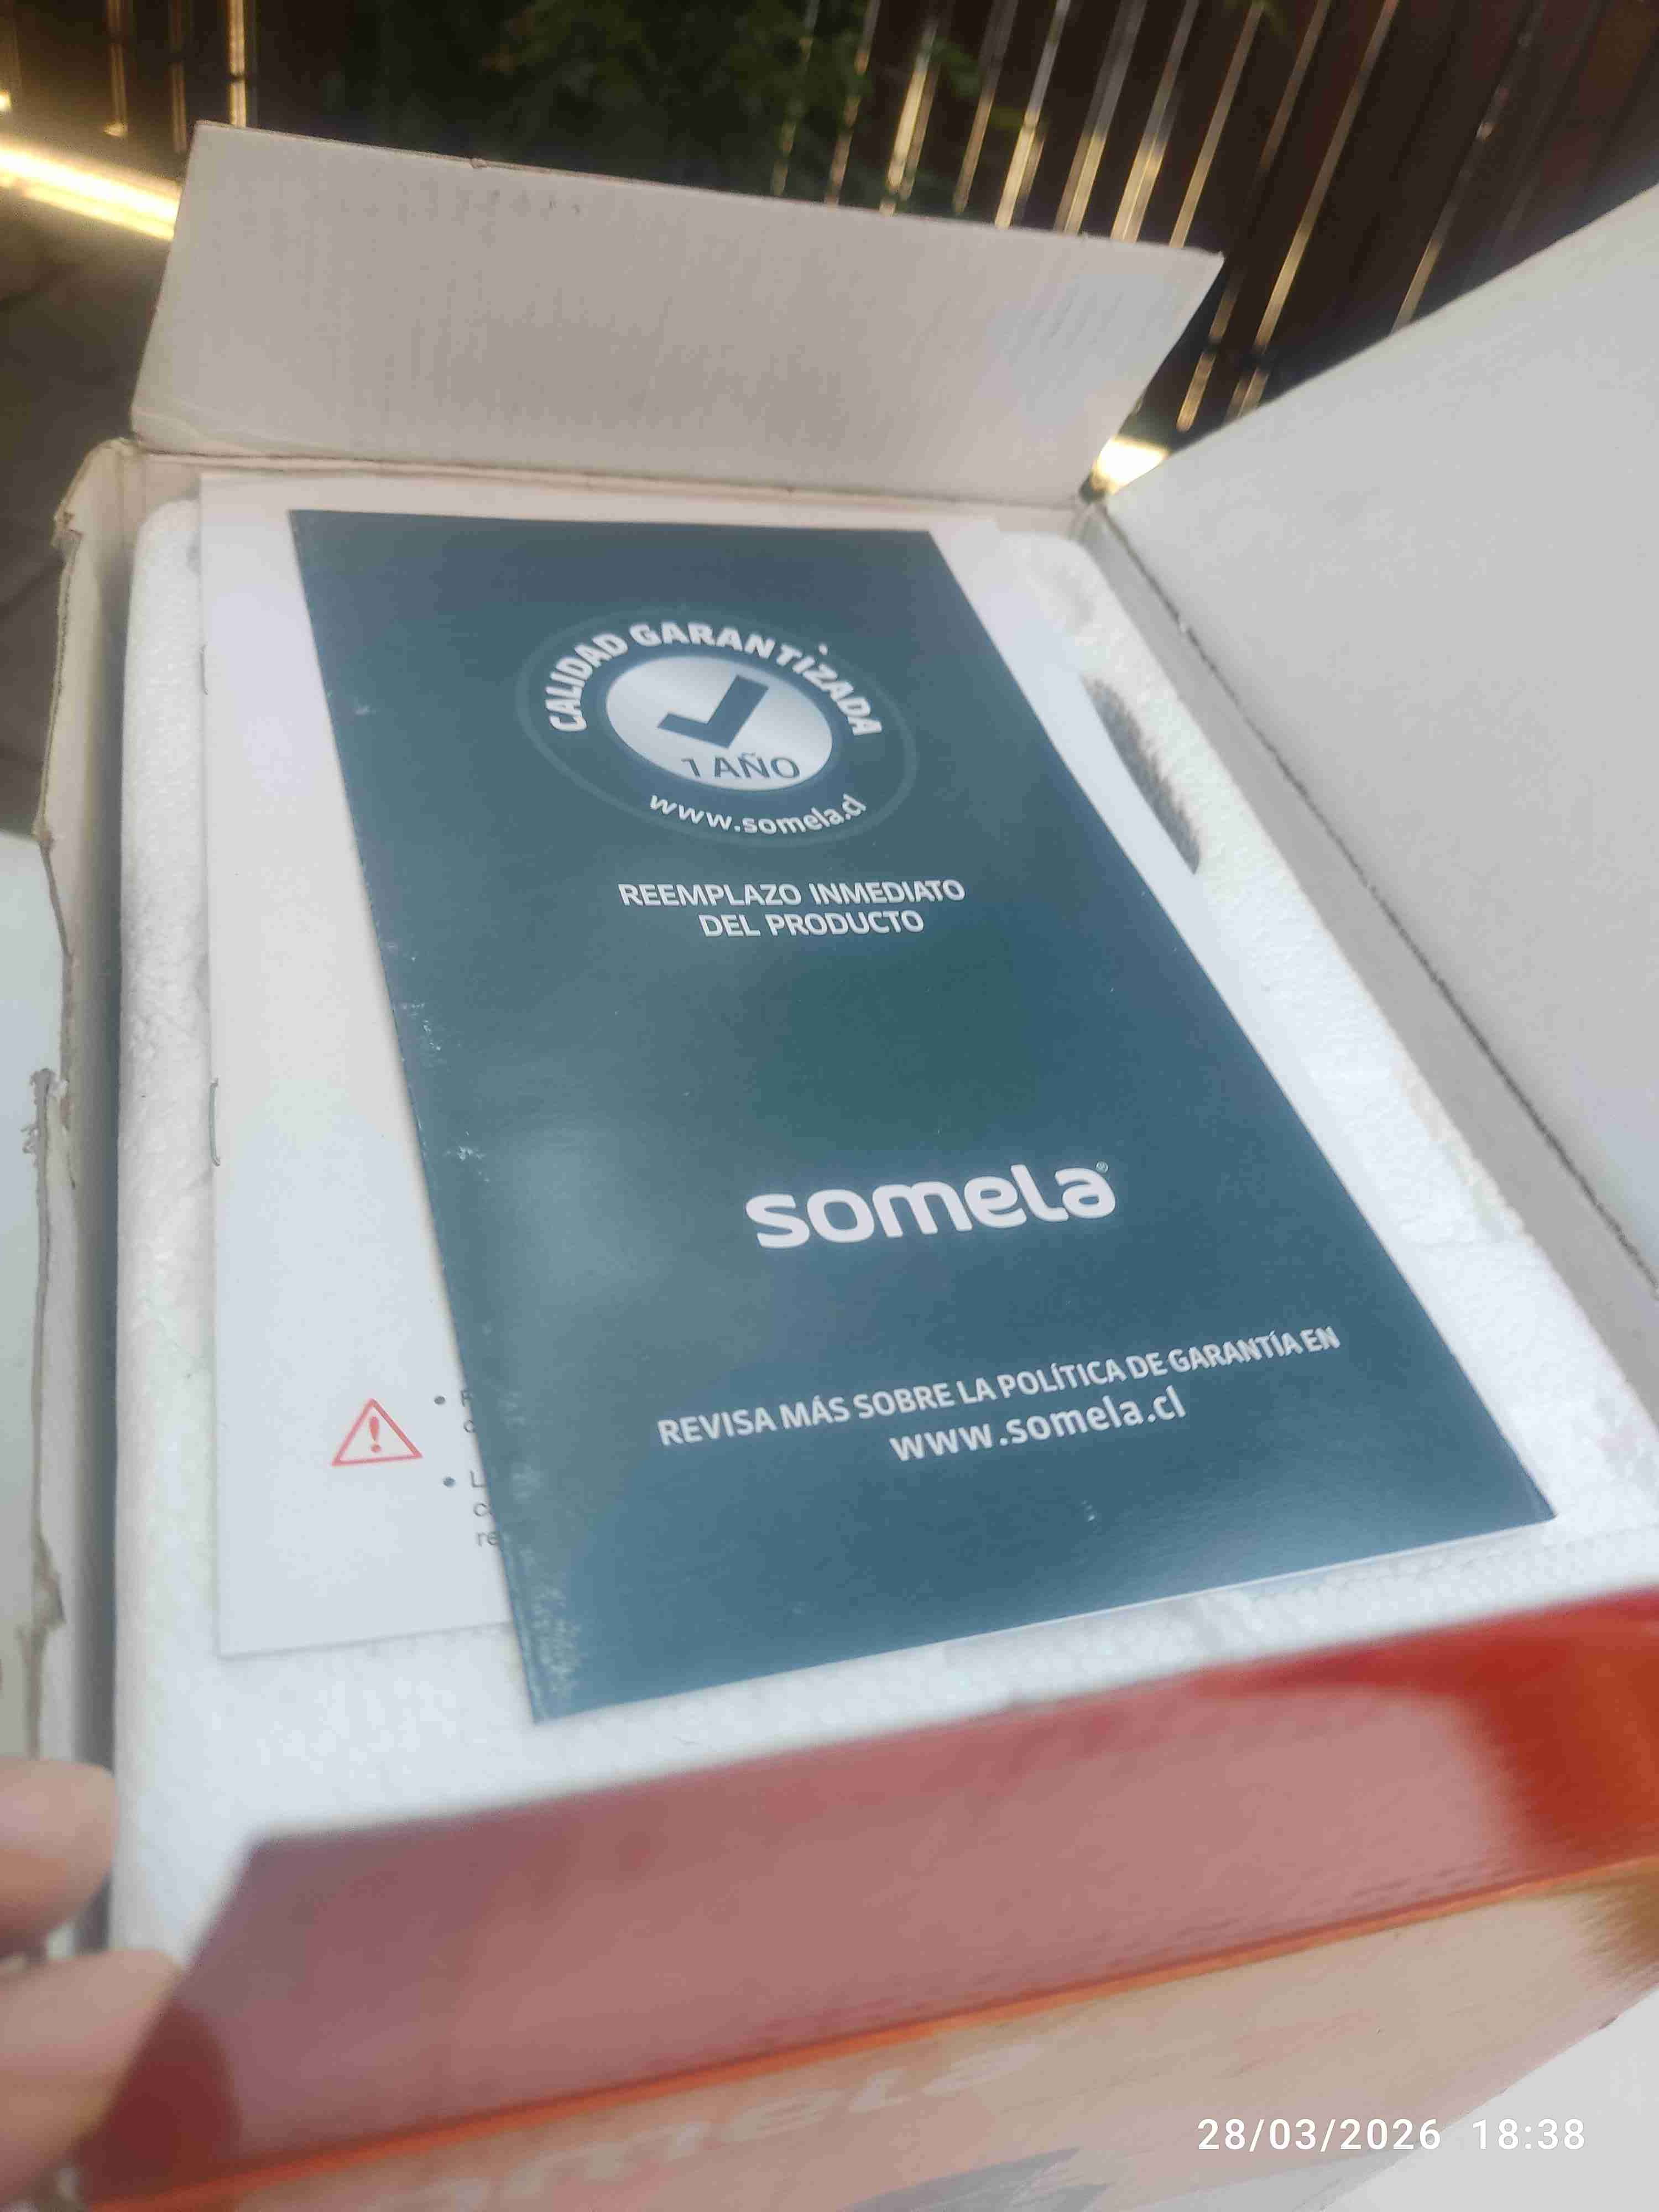 CALIDAD GARANTIZADA
1 AÑO
www.somela.cl
REEMPLAZO INMEDIATO
DEL PRODUCTO
somela®
REVISA MÁS SOBRE LA POLÍTICA DE GARANTÍA EN
www.somela.cl
28/03/2026 18:38